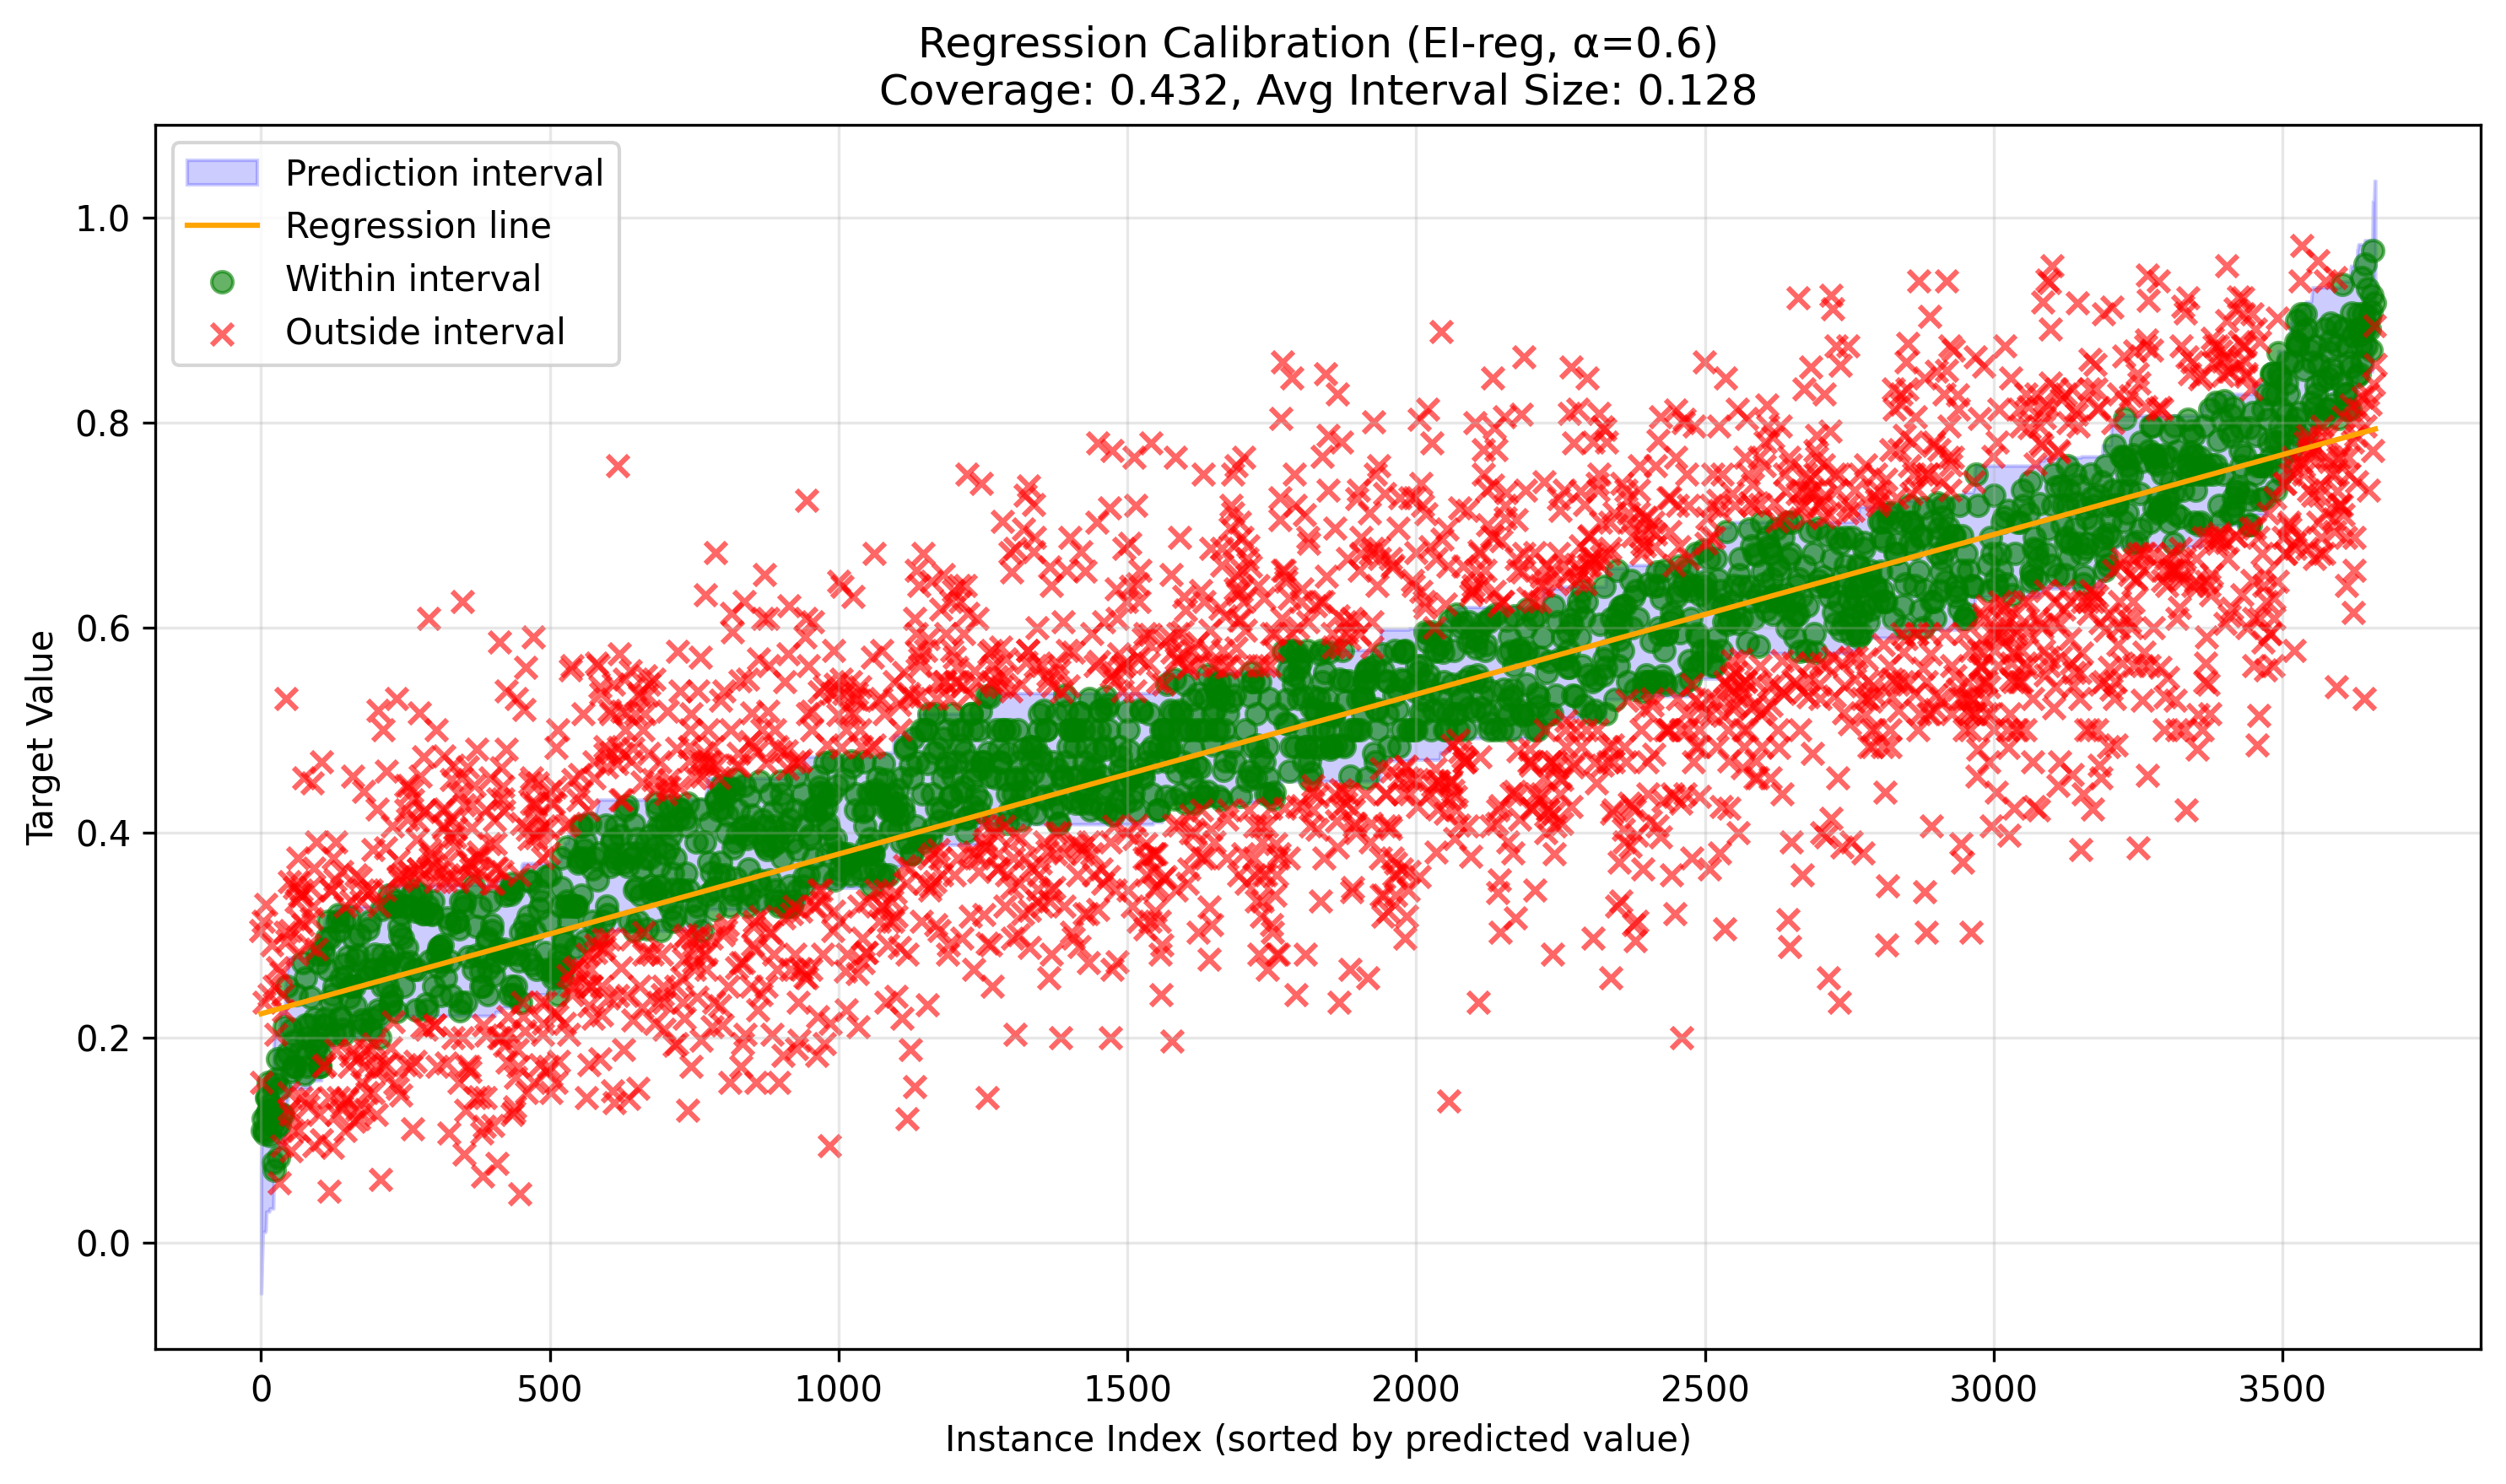 Regression Calibration (EI-reg, α=0.6)
Coverage: 0.432, Avg Interval Size: 0.128
Prediction interval
Regression line
Within interval
Outside interval
Target Value
1.0
0.8
0.6
0.4
0.2
0.0
0 500 1000 1500 2000 2500 3000 3500
Instance Index (sorted by predicted value)